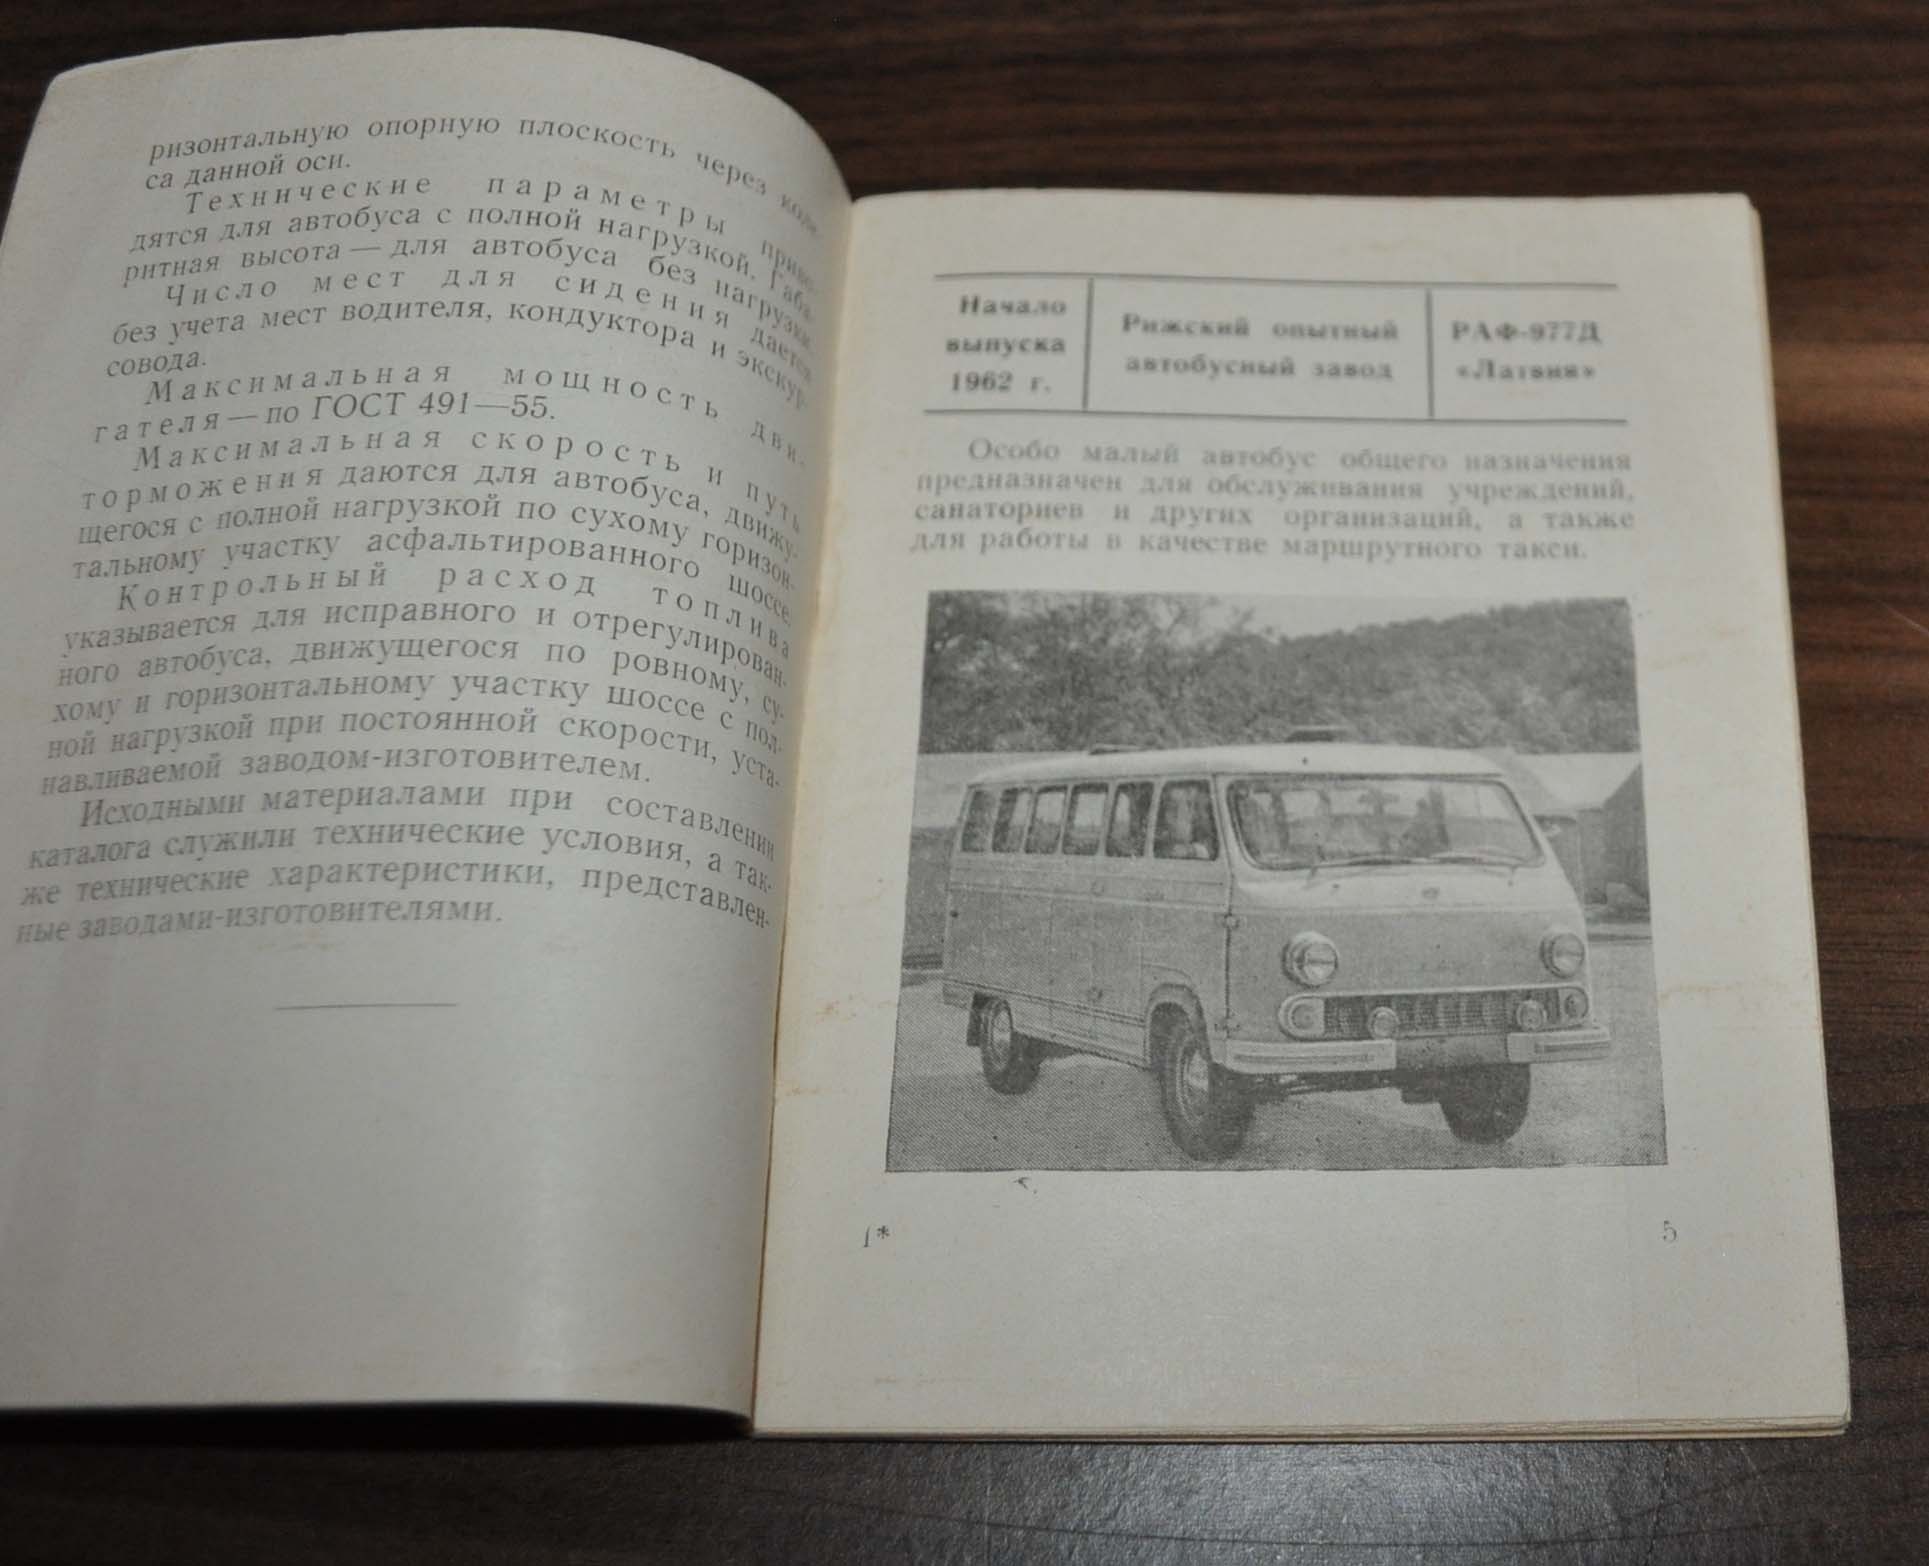 ризонтальную опорную плоскость через коле-
са данной оси.
Технические параметры приво-
дятся для автобуса с полной нагрузкой. Габа-
ритная высота — для автобуса без нагрузки.
Число мест для сидения дается
без учета мест водителя, кондуктора и экскур-
совода.
Максимальная мощность дви-
гателя — по ГОСТ 491—55.
Максимальная скорость и путь
торможения даются для автобуса, движу-
щегося с полной нагрузкой по сухому горизон-
тальному участку асфальтированного шоссе.
Контрольный расход топлива
указывается для исправного и отрегулирован-
ного автобуса, движущегося по ровному, су-
хому и горизонтальному участку шоссе с пол-
ной нагрузкой при постоянной скорости, уста-
навливаемой заводом-изготовителем.
Исходными материалами при составлении
каталога служили технические условия, а так-
же технические характеристики, представлен-
ные заводами-изготовителями.
Начало
выпуска
1962 г.
Рижский опытный
автобусный завод
РАФ-977Д
«Латвия»
Особо малый автобус общего назначения
предназначен для обслуживания учреждений,
санаториев и других организаций, а также
для работы в качестве маршрутного такси.
1*
5